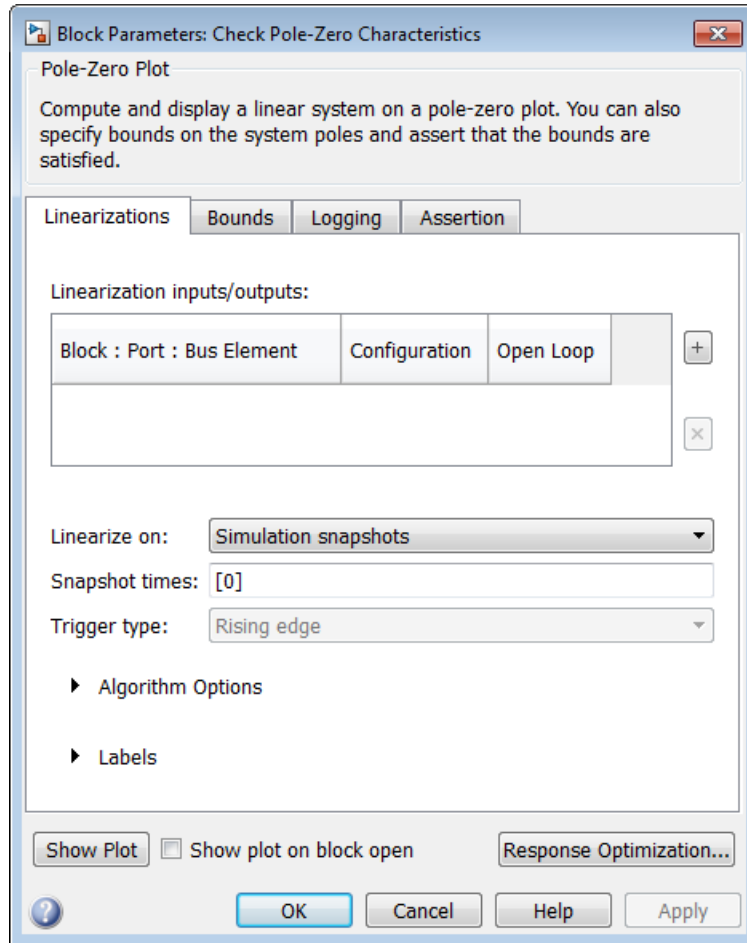 Block Parameters: Check Pole-Zero Characteristics
Pole-Zero Plot
Compute and display a linear system on a pole-zero plot. You can also
specify bounds on the system poles and assert that the bounds are
satisfied.
Linearizations Bounds Logging Assertion
Linearization inputs/outputs:
Block : Port : Bus Element Configuration Open Loop
Linearize on: Simulation snapshots
Snapshot times: [0]
Trigger type: Rising edge
Algorithm Options
Labels
Show Plot Show plot on block open Response Optimization...
OK Cancel Help Apply